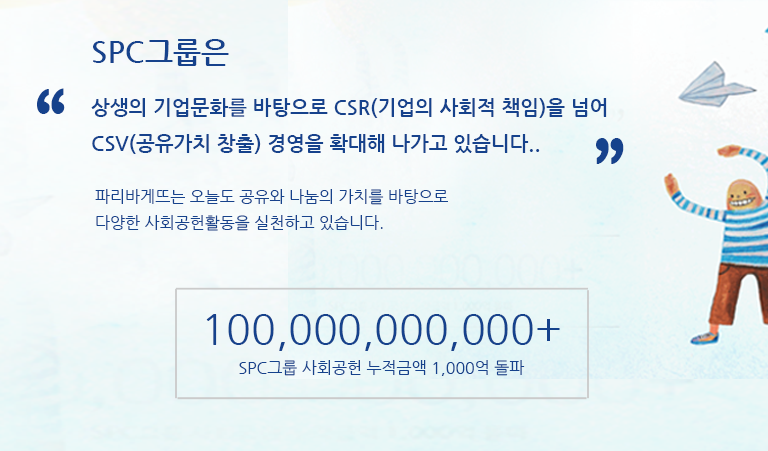 SPC그룹은
“ 상생의 기업문화를 바탕으로 CSR(기업의 사회적 책임)을 넘어
CSV(공유가치 창출) 경영을 확대해 나가고 있습니다.. ”
파리바게뜨는 오늘도 공유와 나눔의 가치를 바탕으로
다양한 사회공헌활동을 실천하고 있습니다.
100,000,000,000+
SPC그룹 사회공헌 누적금액 1,000억 돌파